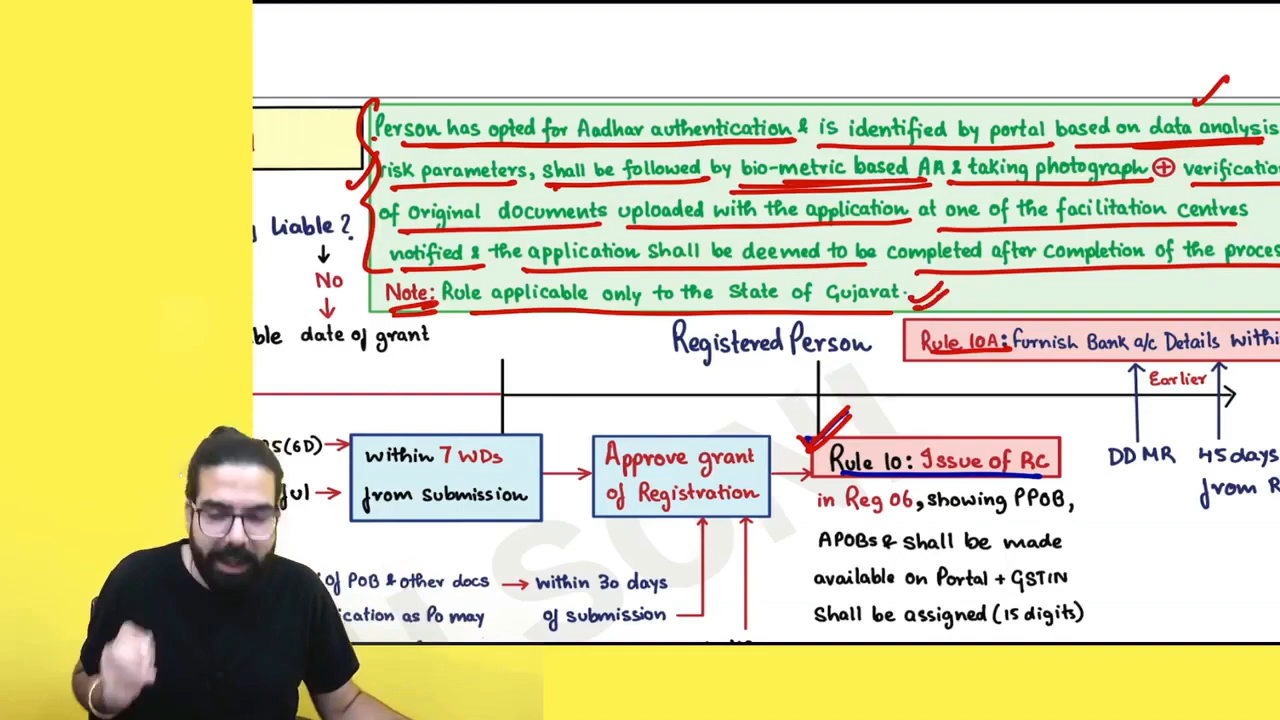 Person has opted for Aadhar authentication & is identified by portal based on data analysis
risk parameters, shall be followed by bio-metric based AA & taking photograph ⊕ verification
of original documents uploaded with the application at one of the facilitation centres
notified & the application shall be deemed to be completed after completion of the process
Note: Rule applicable only to the State of Gujarat.
liable?
No
date of grant
Registered Person
Rule 10A: Furnish Bank a/c Details within
Earlier
DDMR
45 days
from R
(6D)
within 7 WDs
from submission
Approve grant
of Registration
Rule 10: Issue of RC
in Reg 06, showing PPOB,
APOBs & shall be made
available on Portal + GSTIN
shall be assigned (15 digits)
of POB & other docs
within 30 days
of submission
as PO may
SONI